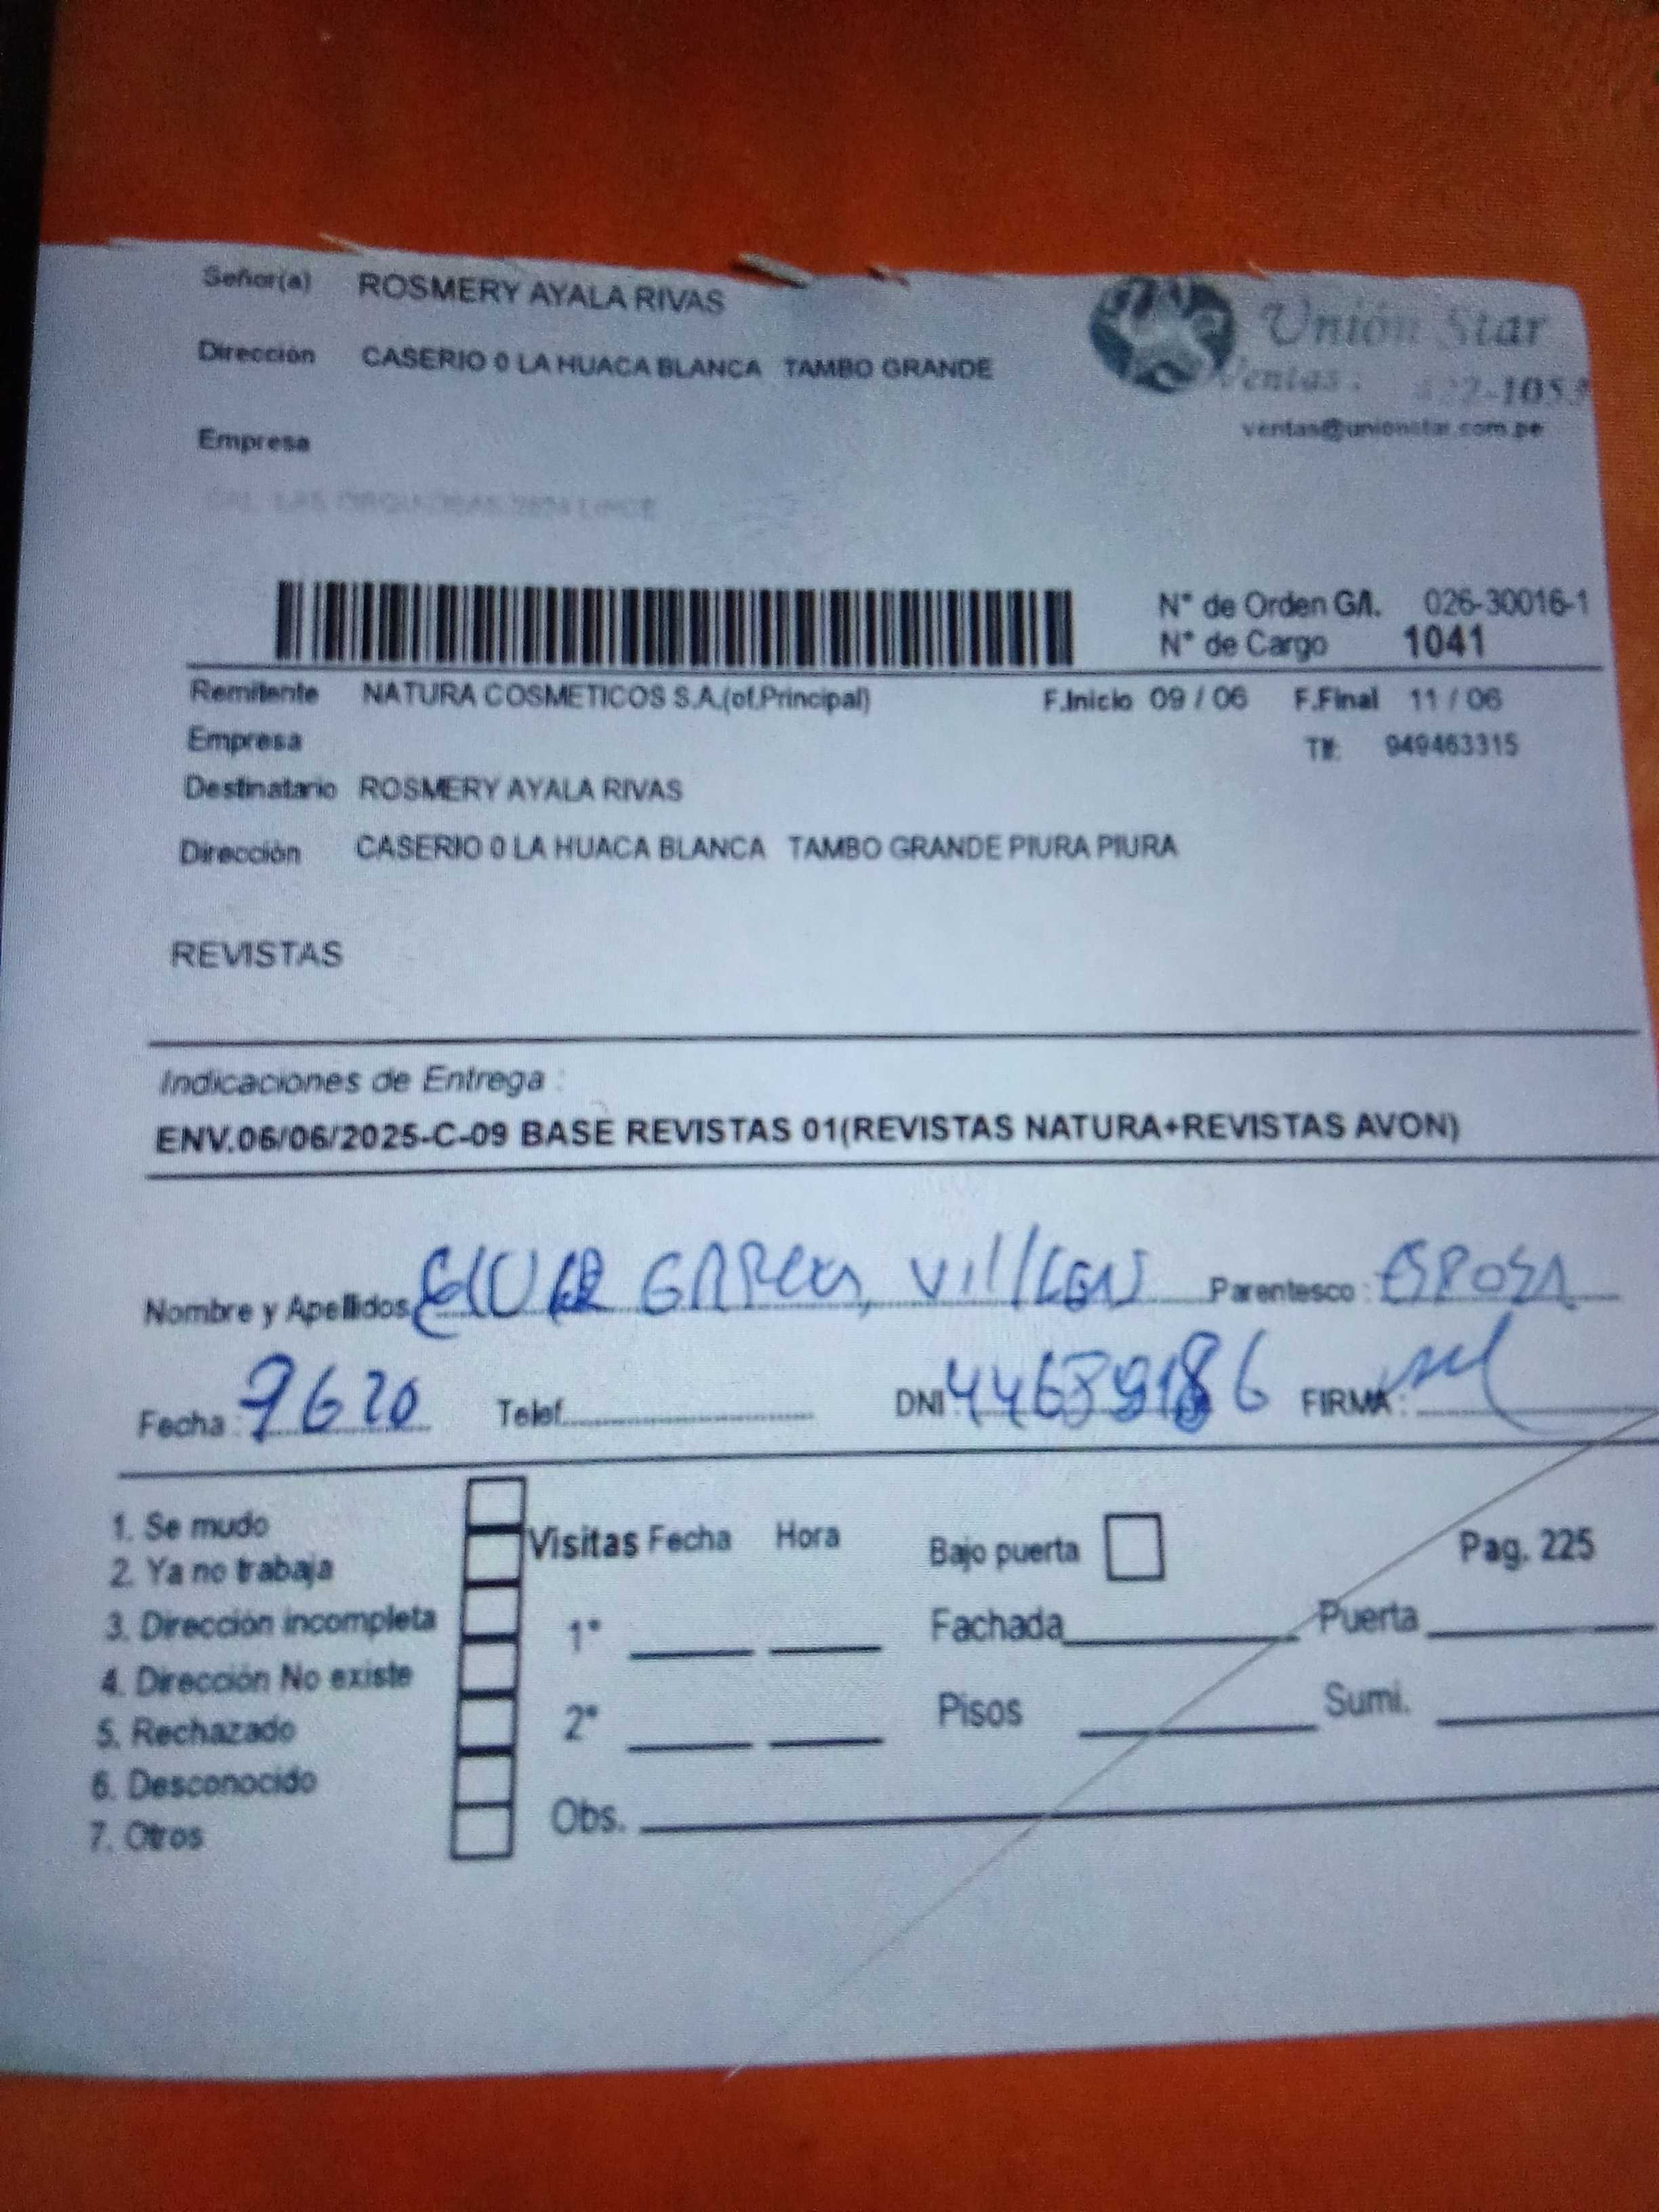 Señor(a) ROSMERY AYALA RIVAS
Unión Star
Dirección CASERIO 0 LA HUACA BLANCA TAMBO GRANDE
Ventas: 422-1053
ventas@unionstar.com.pe
Empresa
N° de Orden G/I. 026-30016-1
N° de Cargo 1041
Remitente NATURA COSMETICOS S.A.(of.Principal) F.Inicio 09 / 06 F.Final 11 / 06
Empresa Tlf: 949463315
Destinatario ROSMERY AYALA RIVAS
Dirección CASERIO 0 LA HUACA BLANCA TAMBO GRANDE PIURA PIURA
REVISTAS
Indicaciones de Entrega :
ENV.06/06/2025-C-09 BASE REVISTAS 01(REVISTAS NATURA+REVISTAS AVON)
Nombre y Apellidos Parentesco : ESPOSA
Fecha : 9620 Telef. DNI FIRMA :
1. Se mudo
2. Ya no trabaja
3. Dirección incompleta
4. Dirección No existe
5. Rechazado
6. Desconocido
7. Otros
Visitas Fecha Hora
1°
2°
Obs.
Bajo puerta Pag. 225
Fachada Puerta
Pisos Sumi.